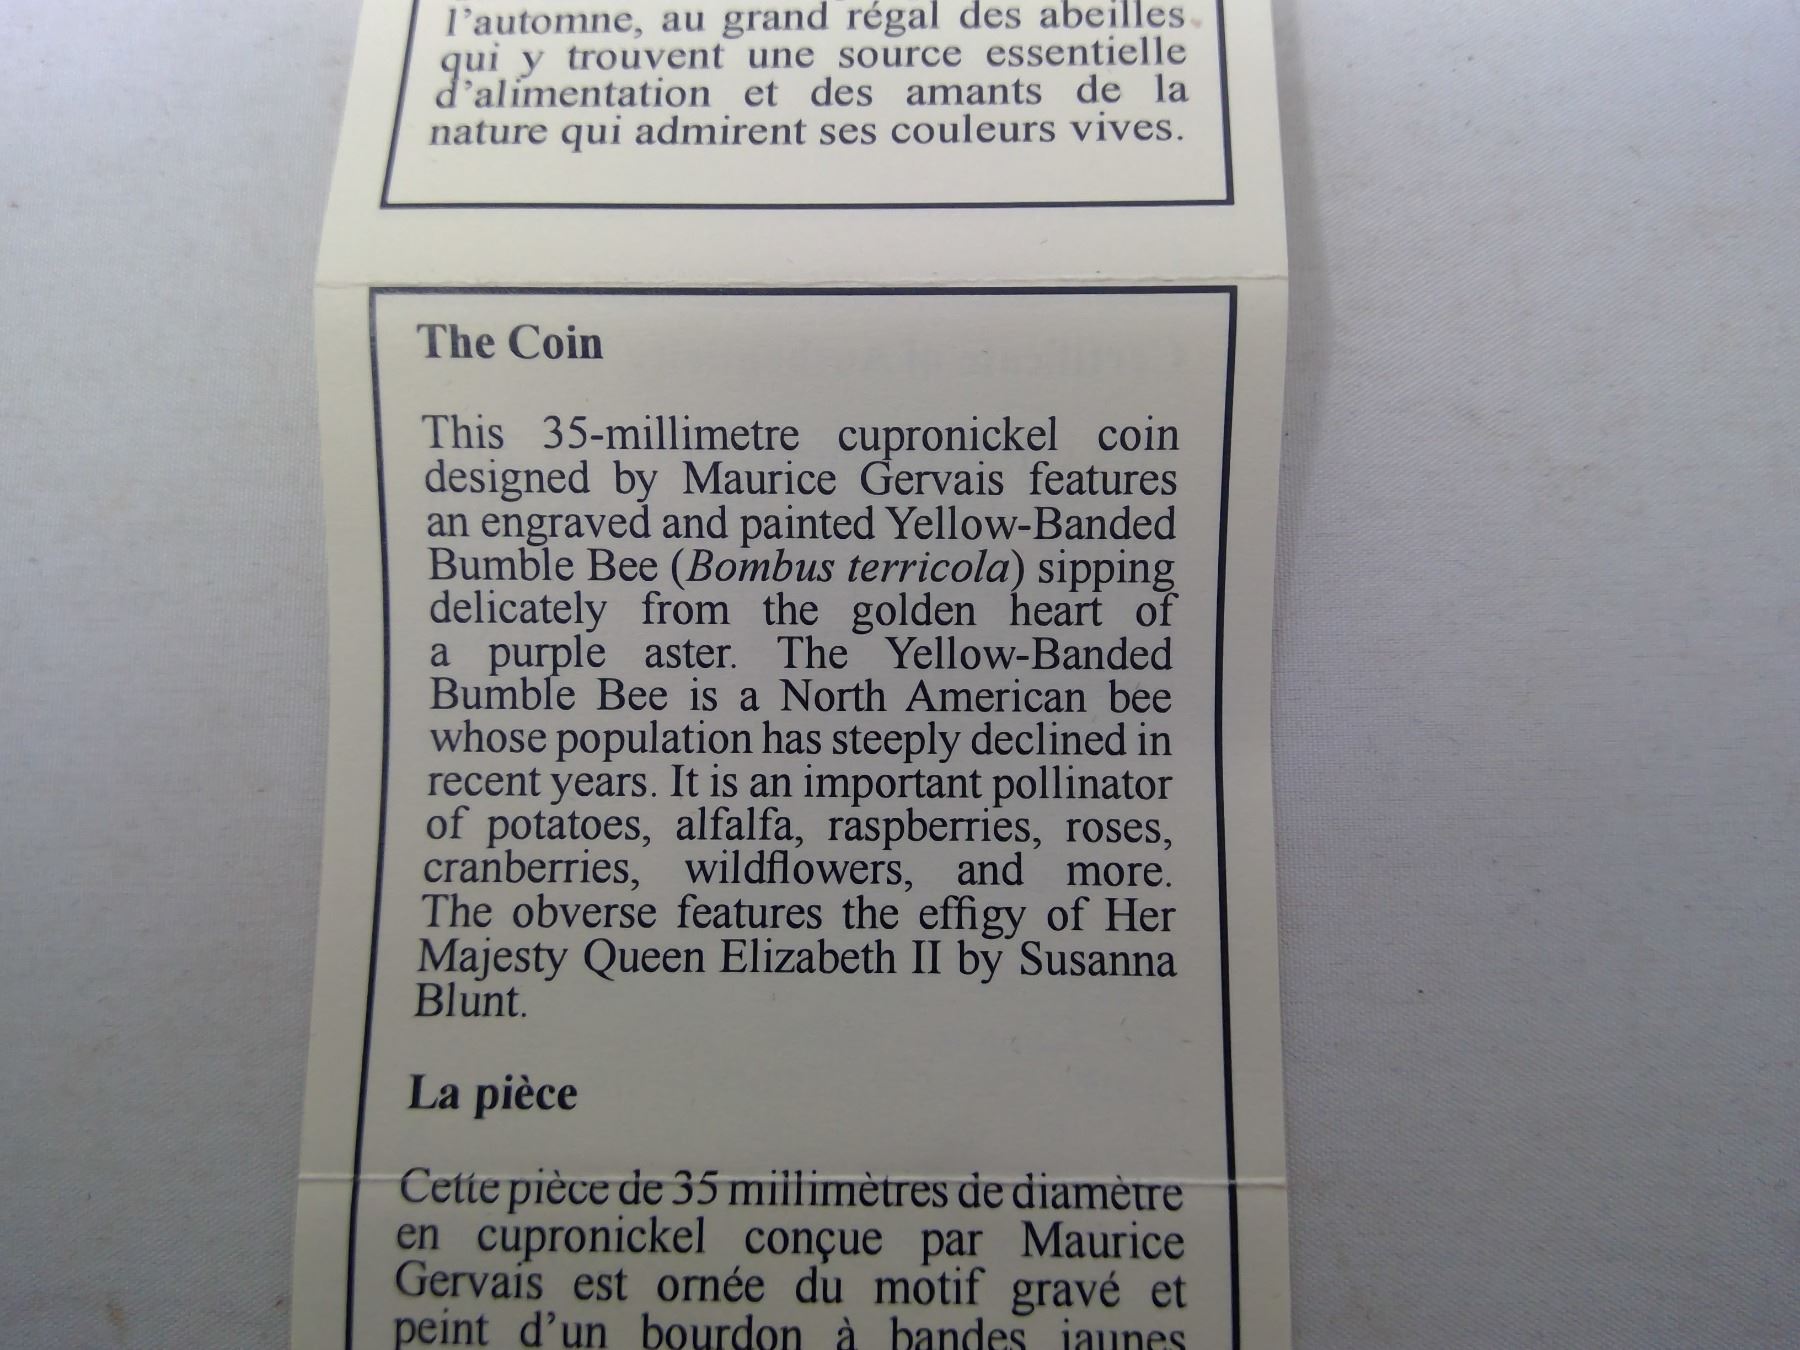 l'automne, au grand régal des abeilles
qui y trouvent une source essentielle
d'alimentation et des amants de la
nature qui admirent ses couleurs vives.
The Coin
This 35-millimetre cupronickel coin
designed by Maurice Gervais features
an engraved and painted Yellow-Banded
Bumble Bee (Bombus terricola) sipping
delicately from the golden heart of
a purple aster. The Yellow-Banded
Bumble Bee is a North American bee
whose population has steeply declined in
recent years. It is an important pollinator
of potatoes, alfalfa, raspberries, roses,
cranberries, wildflowers, and more.
The obverse features the effigy of Her
Majesty Queen Elizabeth II by Susanna
Blunt.
La pièce
Cette pièce de 35 millimètres de diamètre
en cupronickel conçue par Maurice
Gervais est ornée du motif gravé et
peint d'un bourdon à bandes jaunes